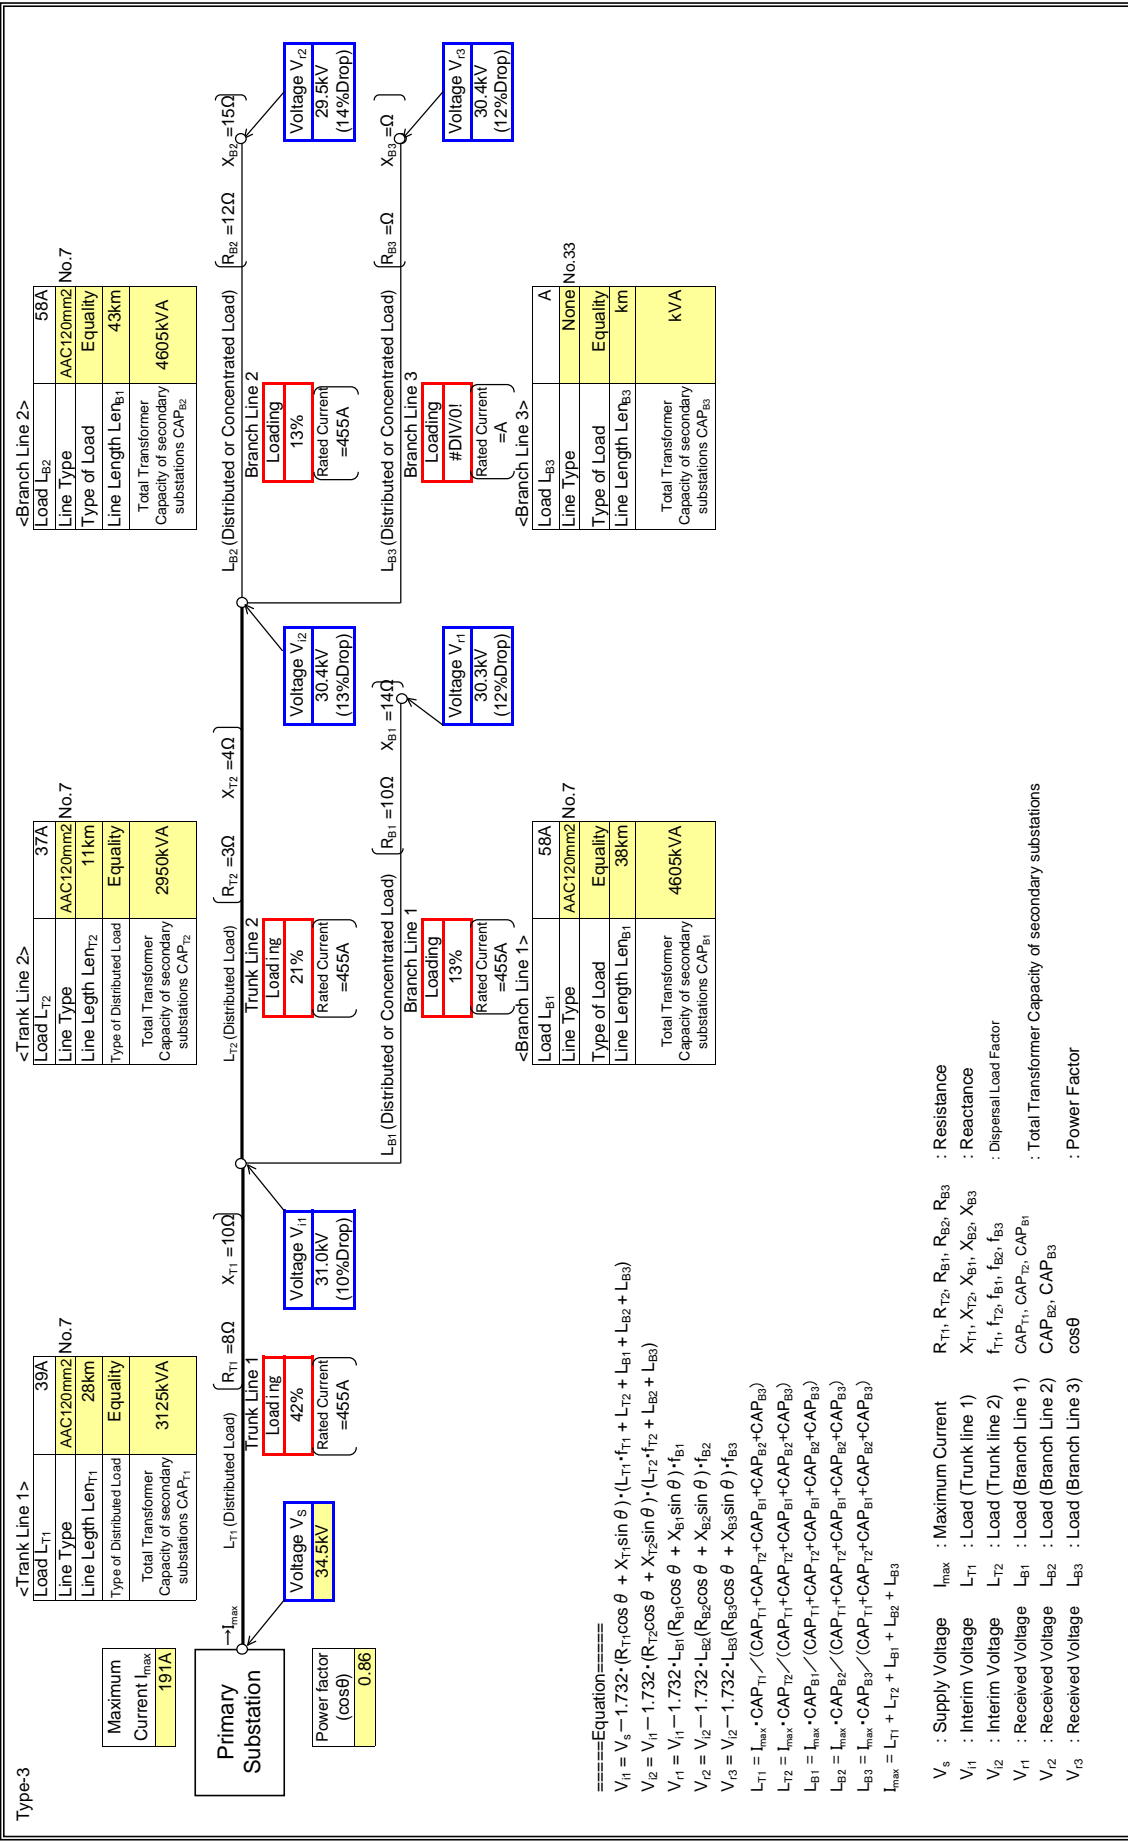 Type-3
Maximum
Current Imax
191A
Primary
Substation
Power factor
(cosθ)
0.86
→Imax
Voltage VS
34.5kV
<Trank Line 1>
Load LT1 39A
Line Type AAC120mm2 No.7
Line Legth LenT1 28km
Type of Distributed Load Equality
Total Transformer
Capacity of secondary
substations CAPT1
3125kVA
LT1 (Distributed Load) RT1 =8Ω XT1 =10Ω
Trunk Line 1
Loading
42%
Rated Current
=455A
Voltage Vi1
31.0kV
(10%Drop)
<Trank Line 2>
Load LT2 37A
Line Type AAC120mm2 No.7
Line Legth LenT2 11km
Type of Distributed Load Equality
Total Transformer
Capacity of secondary
substations CAPT2
2950kVA
LT2 (Distributed Load) RT2 =3Ω XT2 =4Ω
Trunk Line 2
Loading
21%
Rated Current
=455A
Voltage Vi2
30.4kV
(13%Drop)
<Branch Line 2>
Load LB2 58A
Line Type AAC120mm2 No.7
Type of Load Equality
Line Length LenB1 43km
Total Transformer
Capacity of secondary
substations CAPB2
4605kVA
LB2 (Distributed or Concentrated Load) RB2 =12Ω XB2 =15Ω
Branch Line 2
Loading
13%
Rated Current
=455A
Voltage Vr2
29.5kV
(14%Drop)
LB1 (Distributed or Concentrated Load) RB1 =10Ω XB1 =14Ω
Branch Line 1
Loading
13%
Rated Current
=455A
Voltage Vr1
30.3kV
(12%Drop)
<Branch Line 1>
Load LB1 58A
Line Type AAC120mm2 No.7
Type of Load Equality
Line Length LenB1 38km
Total Transformer
Capacity of secondary
substations CAPB1
4605kVA
LB3 (Distributed or Concentrated Load) RB3 =Ω XB3 =Ω
Branch Line 3
Loading
#DIV/0!
Rated Current
=A
Voltage Vr3
30.4kV
(12%Drop)
<Branch Line 3>
Load LB3 A
Line Type None No.33
Type of Load Equality
Line Length LenB3 km
Total Transformer
Capacity of secondary
substations CAPB3
kVA
=====Equation=====
Vi1 = Vs−1.732・(RT1cos θ + XT1sin θ)・(LT1・fT1 + LT2 + LB1 + LB2 + LB3)
Vi2 = Vi1−1.732・(RT2cos θ + XT2sin θ)・(LT2・fT2 + LB2 + LB3)
Vr1 = Vi1−1.732・LB1(RB1cos θ + XB1sin θ)・fB1
Vr2 = Vi2−1.732・LB2(RB2cos θ + XB2sin θ)・fB2
Vr3 = Vi2−1.732・LB3(RB3cos θ + XB3sin θ)・fB3
LT1 = Imax・CAPT1／(CAPT1+CAPT2+CAPB1+CAPB2+CAPB3)
LT2 = Imax・CAPT2／(CAPT1+CAPT2+CAPB1+CAPB2+CAPB3)
LB1 = Imax・CAPB1／(CAPT1+CAPT2+CAPB1+CAPB2+CAPB3)
LB2 = Imax・CAPB2／(CAPT1+CAPT2+CAPB1+CAPB2+CAPB3)
LB3 = Imax・CAPB3／(CAPT1+CAPT2+CAPB1+CAPB2+CAPB3)
Imax = LT1 + LT2 + LB1 + LB2 + LB3
Vs : Supply Voltage Imax : Maximum Current RT1, RT2, RB1, RB2, RB3 : Resistance
Vi1 : Interim Voltage LT1 : Load (Trunk line 1) XT1, XT2, XB1, XB2, XB3 : Reactance
Vi2 : Interim Voltage LT2 : Load (Trunk line 2) fT1, fT2, fB1, fB2, fB3 : Dispersal Load Factor
Vr1 : Received Voltage LB1 : Load (Branch Line 1) CAPT1, CAPT2, CAPB1
Vr2 : Received Voltage LB2 : Load (Branch Line 2) CAPB2, CAPB3 : Total Transformer Capacity of secondary substations
Vr3 : Received Voltage LB3 : Load (Branch Line 3) cosθ : Power Factor